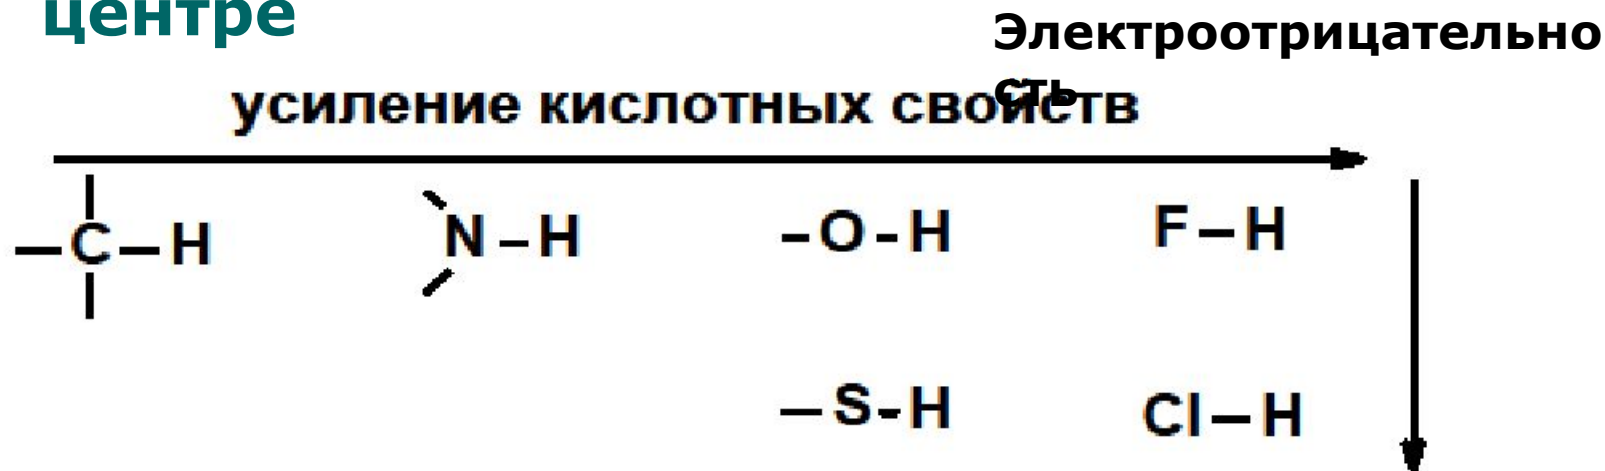 центре
Электроотрицательно
сть
усиление кислотных свойств
C–H N–H –O-H F–H
–S-H Cl–H